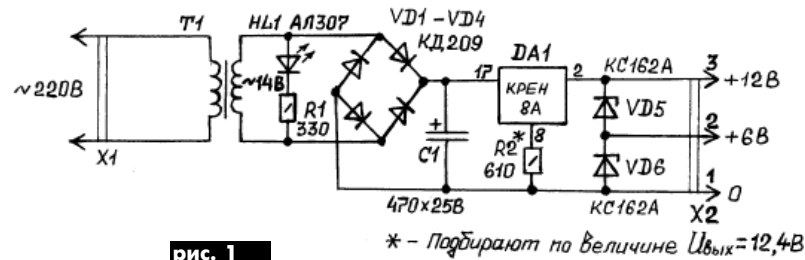 T1
HL1 АЛ307
VD1 – VD4
КД209
DA1
КРЕН
8А
17
2
8
КС162А
3
+12В
~220В
~14В
R1
330
+
C1
*
R2
610
VD5
2
+6В
VD6
1
0
X1
470х25В
КС162А
X2
* – Подбирают по величине Uвых = 12,4В
рис. 1